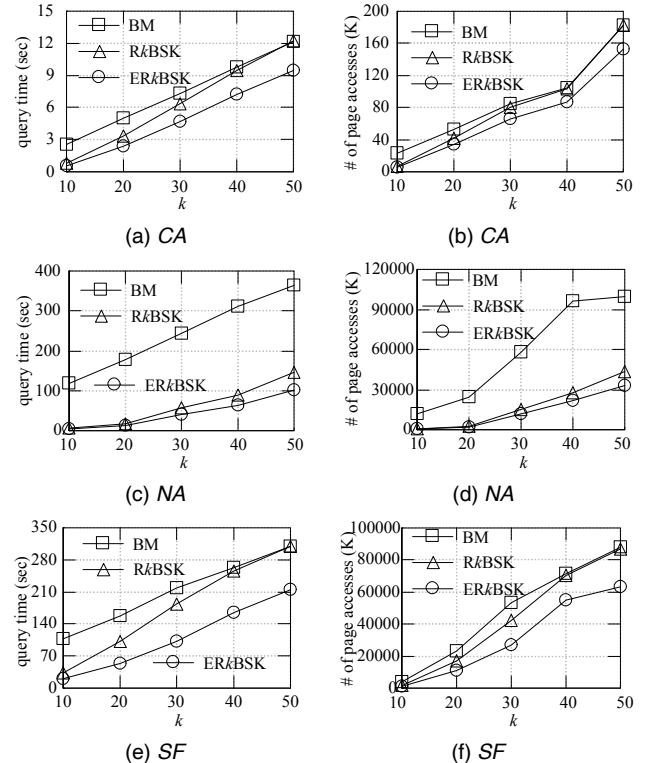 15
12
9
6
3
0
query time (sec)
BM
RkBSK
ERkBSK
10 20 30 40 50
k
(a) CA
200
160
120
80
40
0
# of page accesses (K)
BM
RkBSK
ERkBSK
10 20 30 40 50
k
(b) CA
400
300
200
100
0
query time (sec)
BM
RkBSK
ERkBSK
10 20 30 40 50
k
(c) NA
120000
90000
60000
30000
0
# of page accesses (K)
BM
RkBSK
ERkBSK
10 20 30 40 50
k
(d) NA
350
280
210
140
70
0
query time (sec)
BM
RkBSK
ERkBSK
10 20 30 40 50
k
(e) SF
100000
80000
60000
40000
20000
0
# of page accesses (K)
BM
RkBSK
ERkBSK
10 20 30 40 50
k
(f) SF